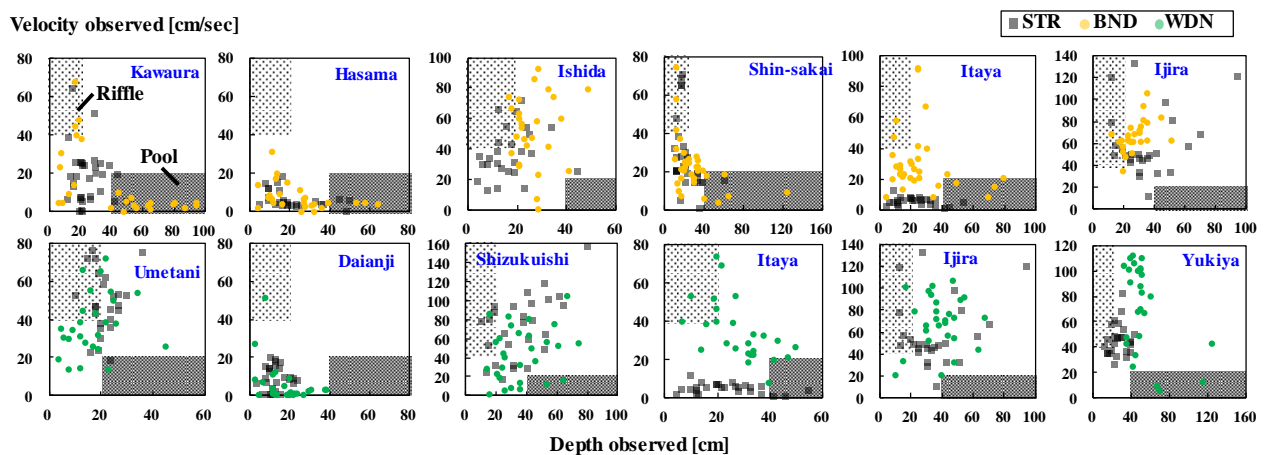 Velocity observed [cm/sec]
STR BND WDN
80
60
40
20
0
Kawaura
Riffle
Pool
0 20 40 60 80 100
80
60
40
20
0
Hasama
0 20 40 60 80
100
80
60
40
20
0
Ishida
0 20 40 60
80
60
40
20
0
Shin-sakai
0 40 80 120 160
100
80
60
40
20
0
Itaya
0 20 40 60 80 100
140
120
100
80
60
40
20
0
Ijira
0 20 40 60 80 100
80
60
40
20
0
Umetani
0 20 40 60
80
60
40
20
0
Daianji
0 20 40 60 80
160
140
120
100
80
60
40
20
0
Shizukuishi
0 20 40 60 80 100
80
60
40
20
0
Itaya
0 20 40 60
140
120
100
80
60
40
20
0
Ijira
0 20 40 60 80 100
120
100
80
60
40
20
0
Yukiya
0 40 80 120 160
Depth observed [cm]